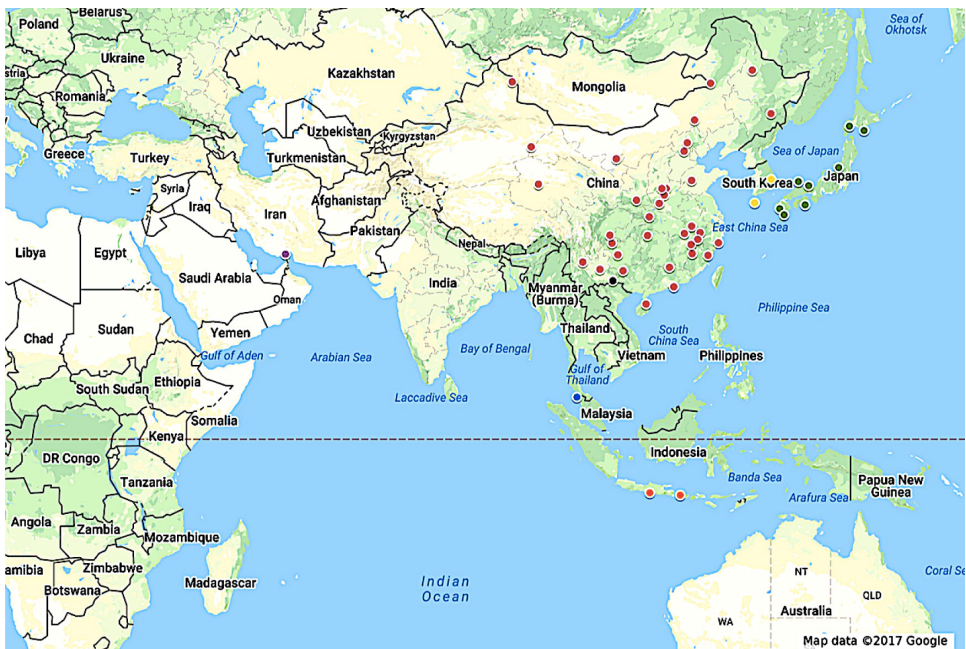 Belarus
Poland
Sea of
Okhotsk
Ukraine
stria
Kazakhstan
Mongolia
Romania
Uzbekistan
Kyrgyzstan
Greece
Turkey
Turkmenistan
Sea of Japan
Syria
Afghanistan
China
South Korea
Japan
Iraq
Iran
Pakistan
East China Sea
Libya
Egypt
Nepal
Saudi Arabia
India
Myanmar
(Burma)
Oman
Philippine Sea
Chad
Sudan
Yemen
Thailand
South
China Sea
Gulf of Aden
Arabian Sea
Bay of Bengal
Vietnam
Philippines
Gulf of
Thailand
Ethiopia
South Sudan
Laccadive Sea
Somalia
Malaysia
Kenya
DR Congo
Indonesia
Tanzania
Banda Sea
Papua New
Guinea
Arafura Sea
Angola
Zambia
Mozambique
amibia
Zimbabwe
Botswana
Madagascar
Indian
Ocean
NT
Coral Se
QLD
Australia
WA
Map data ©2017 Google